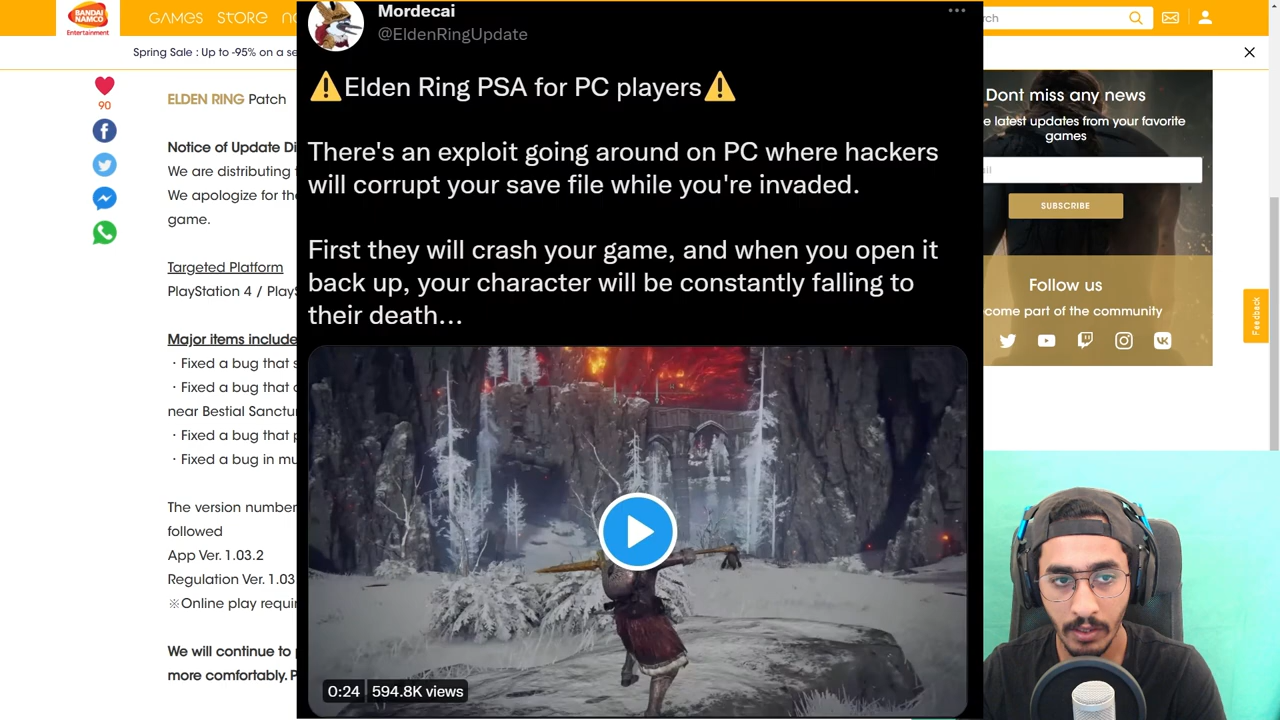 BANDAI
NAMCO
Entertainment
GAMES STORE
Spring Sale : Up to -95% on a se
90
ELDEN RING Patch
Notice of Update Di
We are distributing
We apologize for the
game.
Targeted Platform
PlayStation 4 / PlayS
Major items include
・Fixed a bug that s
・Fixed a bug that
near Bestial Sanctu
・Fixed a bug that p
・Fixed a bug in mu
The version number
followed
App Ver. 1.03.2
Regulation Ver. 1.03
※Online play requi
We will continue to
more comfortably. P
Mordecai
@EldenRingUpdate
⚠️Elden Ring PSA for PC players⚠️
There's an exploit going around on PC where hackers
will corrupt your save file while you're invaded.
First they will crash your game, and when you open it
back up, your character will be constantly falling to
their death...
0:24 594.8K views
rch
Dont miss any news
e latest updates from your favorite
games
SUBSCRIBE
Follow us
come part of the community
Feedback